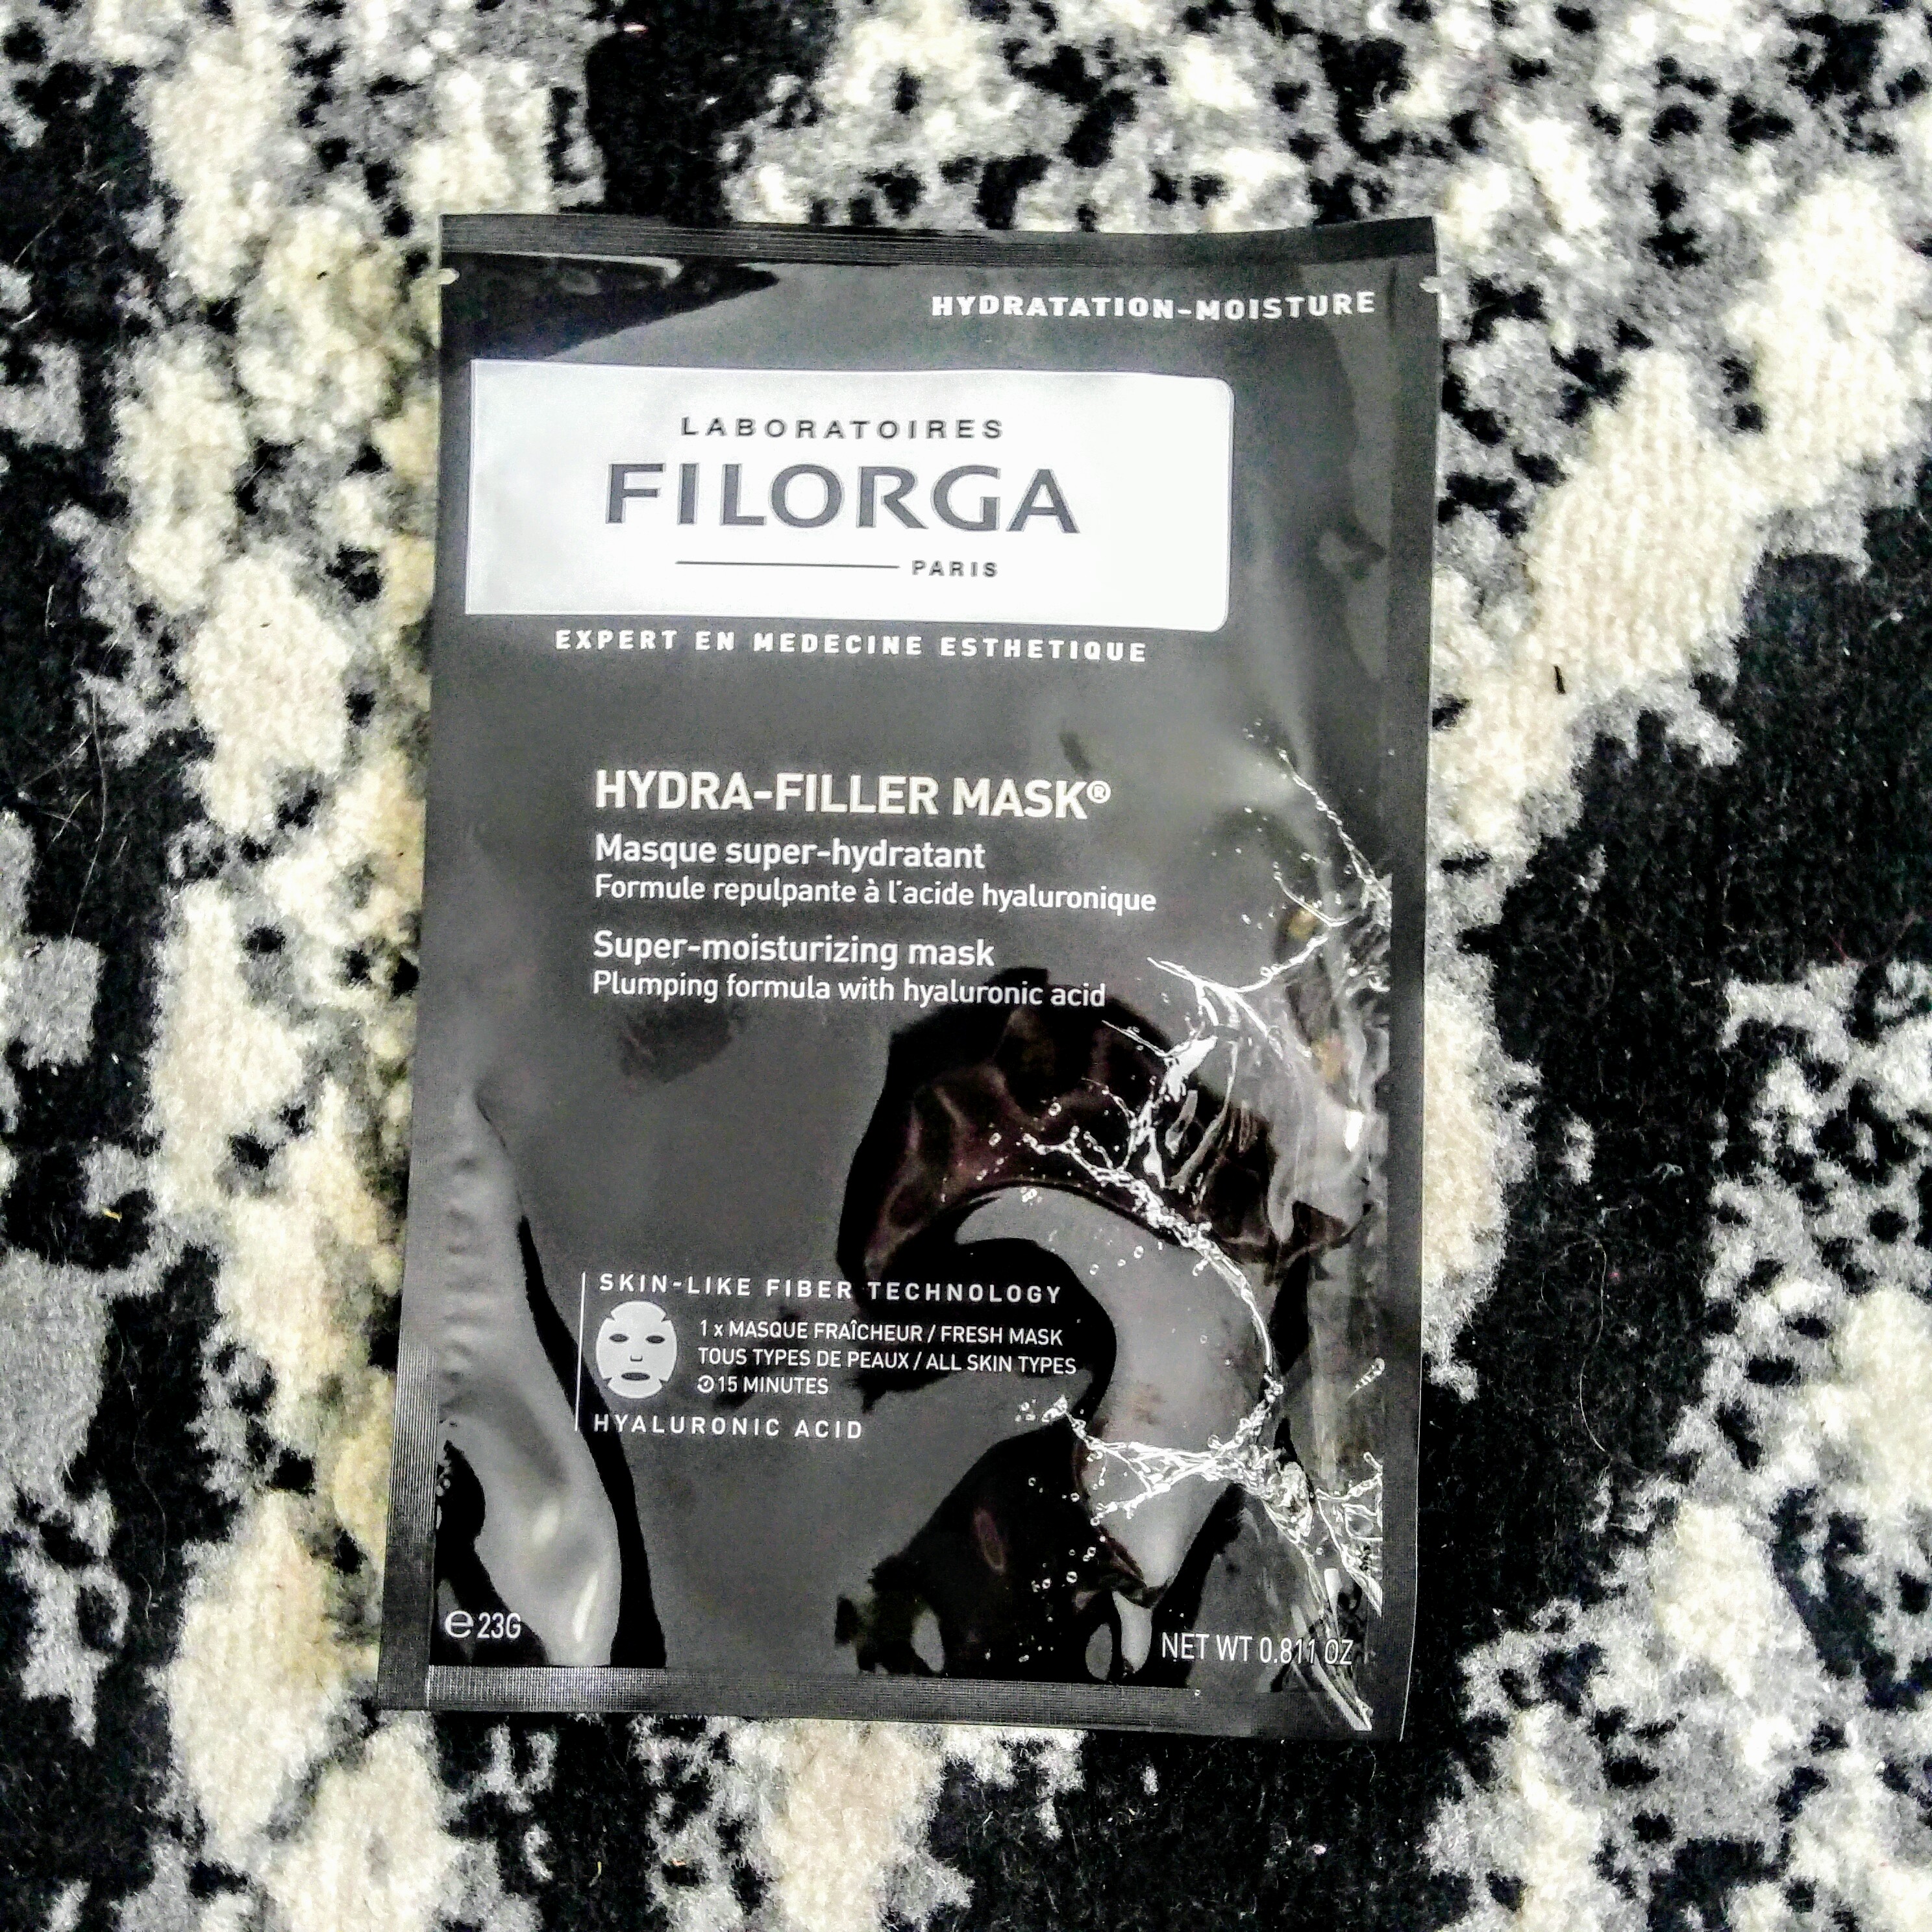 HYDRATATION-MOISTURE
LABORATOIRES
FILORGA
PARIS
EXPERT EN MEDECINE ESTHETIQUE
HYDRA-FILLER MASK®
Masque super-hydratant
Formule repulpante à l'acide hyaluronique
Super-moisturizing mask
Plumping formula with hyaluronic acid
SKIN-LIKE FIBER TECHNOLOGY
1 x MASQUE FRAÎCHEUR / FRESH MASK
TOUS TYPES DE PEAUX / ALL SKIN TYPES
15 MINUTES
HYALURONIC ACID
℮ 23G
NET WT 0.811 OZ